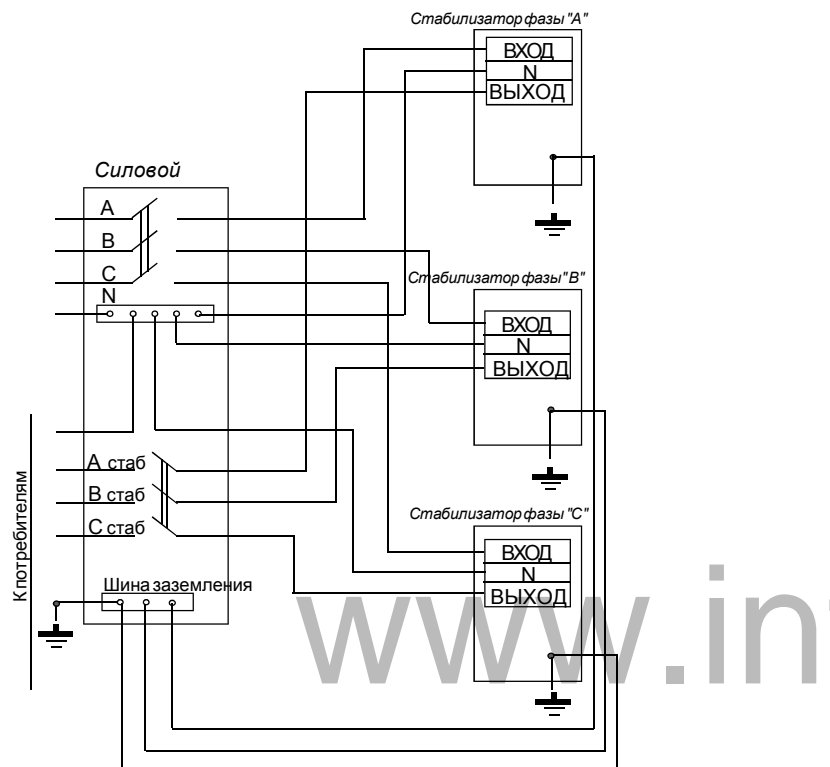 Стабилизатор фазы "А"
ВХОД
N
ВЫХОД
Силовой
А
В
С
N
Стабилизатор фазы "В"
ВХОД
N
ВЫХОД
К потребителям
А стаб
В стаб
С стаб
Стабилизатор фазы "С"
ВХОД
N
ВЫХОД
Шина заземления
www.in